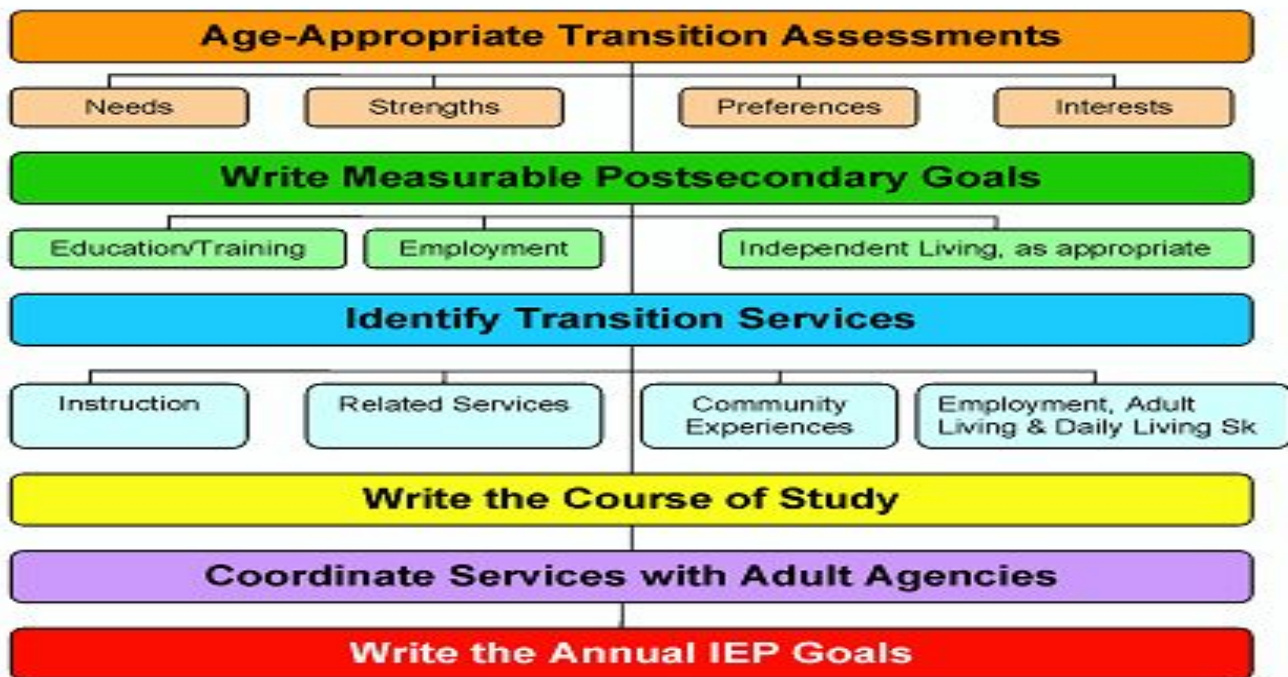 Age-Appropriate Transition Assessments
Needs
Strengths
Preferences
Interests
Write Measurable Postsecondary Goals
Education/Training
Employment
Independent Living, as appropriate
Identify Transition Services
Instruction
Related Services
Community
Experiences
Employment, Adult
Living & Daily Living Sk
Write the Course of Study
Coordinate Services with Adult Agencies
Write the Annual IEP Goals